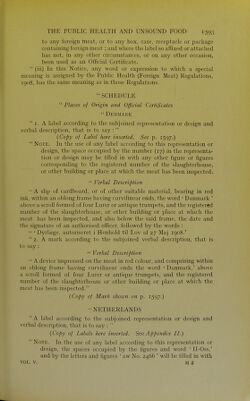 THE PUBLIC HEALTH AND UNSOUND FOOD 1593
to any foreign meat, or to any box, case, receptacle or package
containing foreign meat; and where the label so affixed or attached
has not, in any other circumstances, or on any other occasion,
been used as an Official Certificate.
“ (iii) In this Notice, any word or expression to which a special
meaning is assigned by the Public Health (Foreign Meat) Regulations,
1908, has the same meaning as in those Regulations.
“ SCHEDULE
“ Places of Origin and Official Certificates
“ DENMARK
“ 1. A label according to the subjoined representation or design and
verbal description, that is to say : ”
(Copy of Label here inserted. See p. 1597.)
“ NOTE. In the use of any label according to this representation or
design, the space occupied by the number [17] in the representa-
tion or design may be filled in with any other figure or figures
corresponding to the registered number of the slaughterhouse,
or other building or place at which the meat has been inspected.
“ Verbal Description
“ A slip of cardboard, or of other suitable material, bearing in red
ink, within an oblong frame having curvilinear ends, the word ‘ Danmark ’
above a scroll formed of four Lurer or antique trumpets, and the registered
number of the slaughterhouse, or other building or place at which the
meat has been inspected, and also below the said frame, the date and
the signature of an authorised officer, followed by the words :
“ ‘ Dyrlæge, autoriseret i Henhold til Lov af 27 Maj 1908.’
“ 2. A mark according to the subjoined verbal description, that is
to say :
“ Verbal Description
“ A device impressed on the meat in red colour, and comprising within
an oblong frame having curvilinear ends the word ‘ Danmark,’ above
a scroll formed of four Lurer or antique trumpets, and the registered
number of the slaughterhouse or other building or place at which the
meat has been inspected.”
(Copy of Mark shown on p. 1597.)
“ NETHERLANDS
“ A label according to the subjoined representation or design and
verbal description, that is to say : ”
(Copy of Labels here inserted. See Appendix II.)
“ NOTE. In the use of any label according to this representation or
design, the spaces occupied by the figures and word ‘ 11-Oct.’
and by the letters and figures ‘ aw No. 2466 ’ will be filled in with
VOL. V. M 2